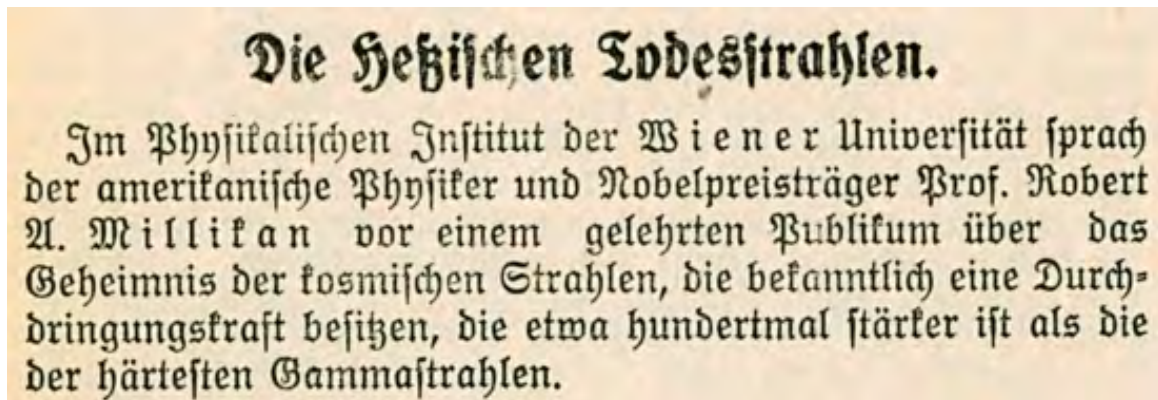 Die Heßischen Todesstrahlen.
Im Physikalischen Institut der Wiener Universität sprach
der amerikanische Physiker und Nobelpreisträger Prof. Robert
A. Millikan vor einem gelehrten Publikum über das
Geheimnis der kosmischen Strahlen, die bekanntlich eine Durch-
dringungskraft besitzen, die etwa hundertmal stärker ist als die
der härtesten Gammastrahlen.